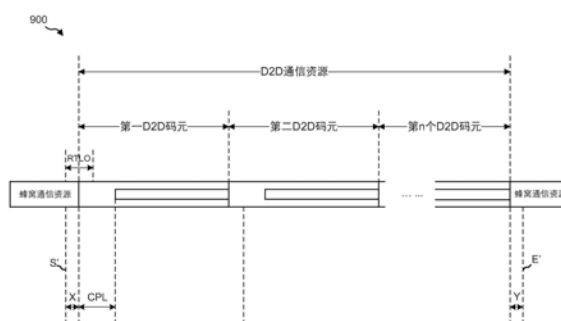 900
D2D通信资源
第一D2D码元
第二D2D码元
第n个D2D码元
RTLO
蜂窝通信资源
... ...
蜂窝通信资源
S'
E'
X
CPL
Y